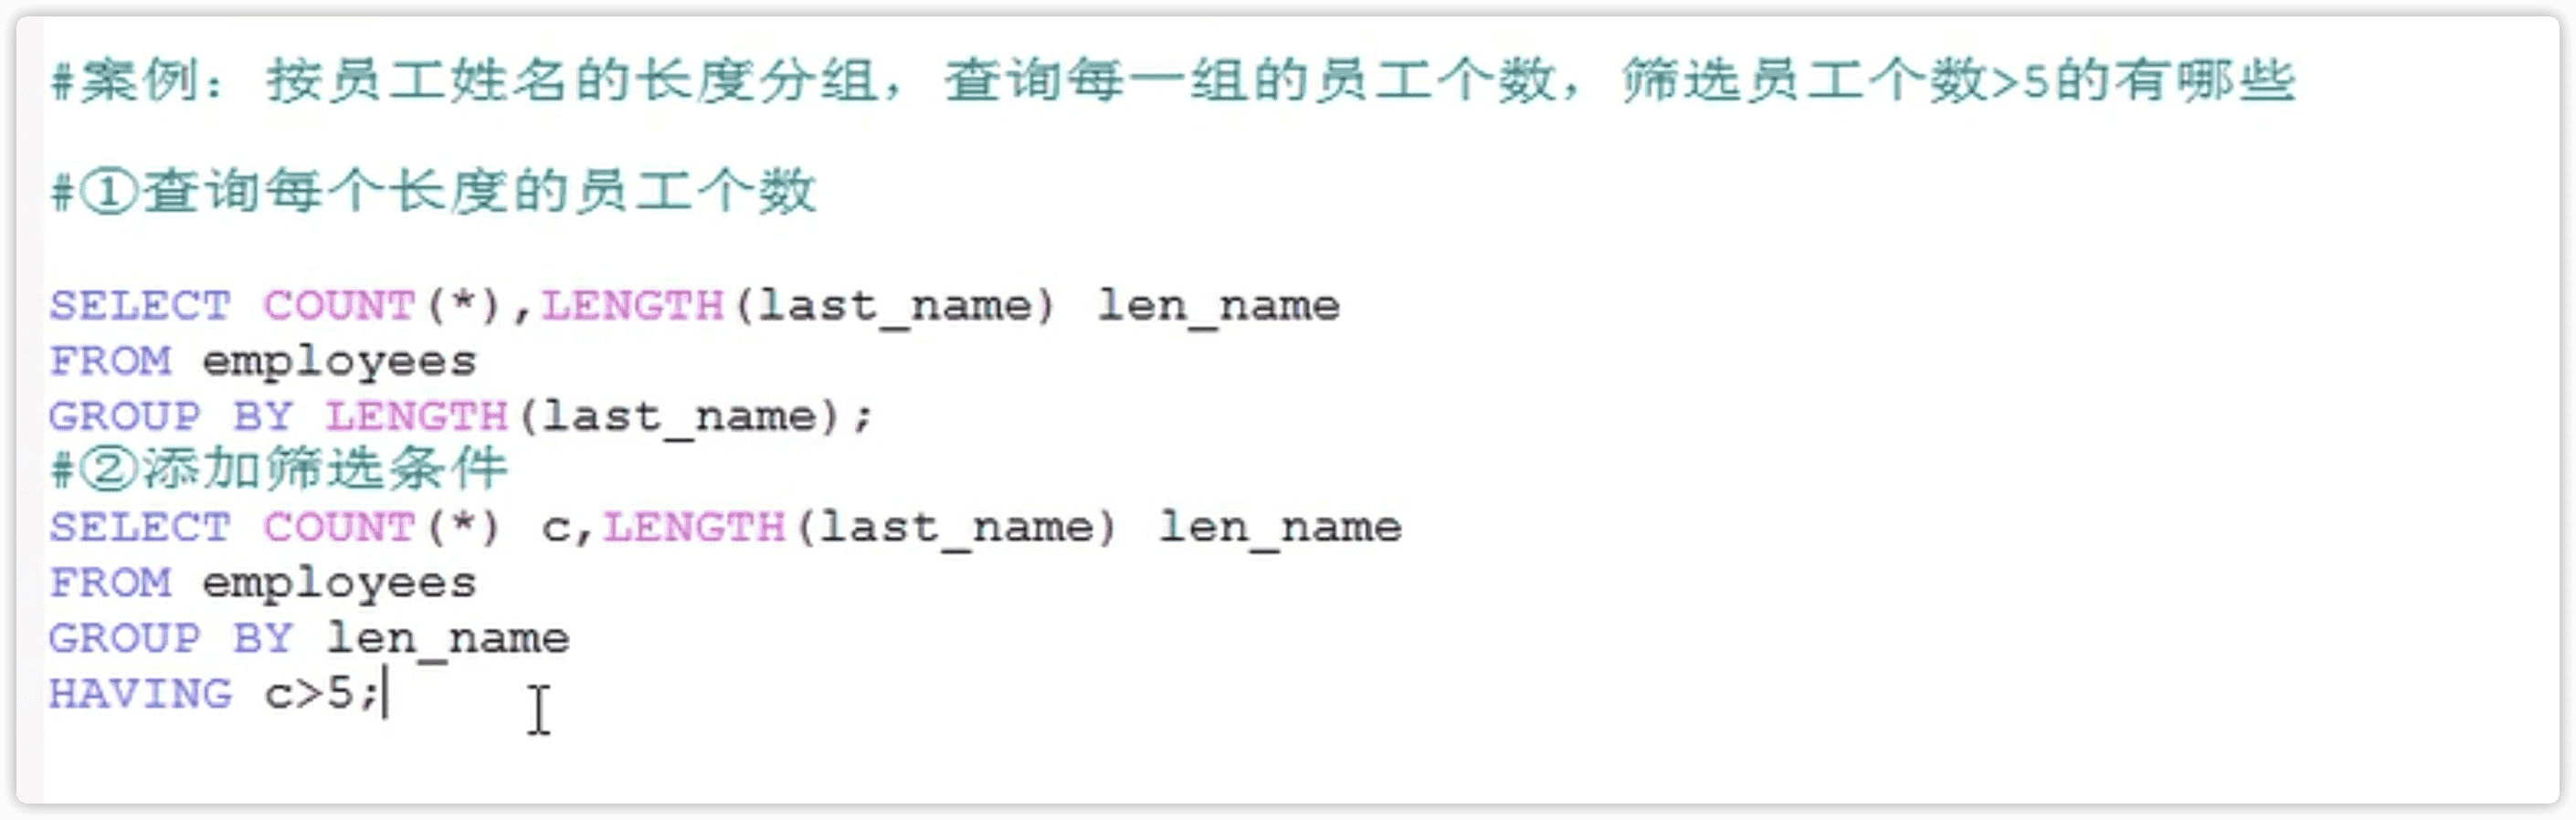 #案例：按员工姓名的长度分组，查询每一组的员工个数，筛选员工个数>5的有哪些
#①查询每个长度的员工个数
SELECT COUNT(*),LENGTH(last_name) len_name
FROM employees
GROUP BY LENGTH(last_name);
#②添加筛选条件
SELECT COUNT(*) c,LENGTH(last_name) len_name
FROM employees
GROUP BY len_name
HAVING c>5;